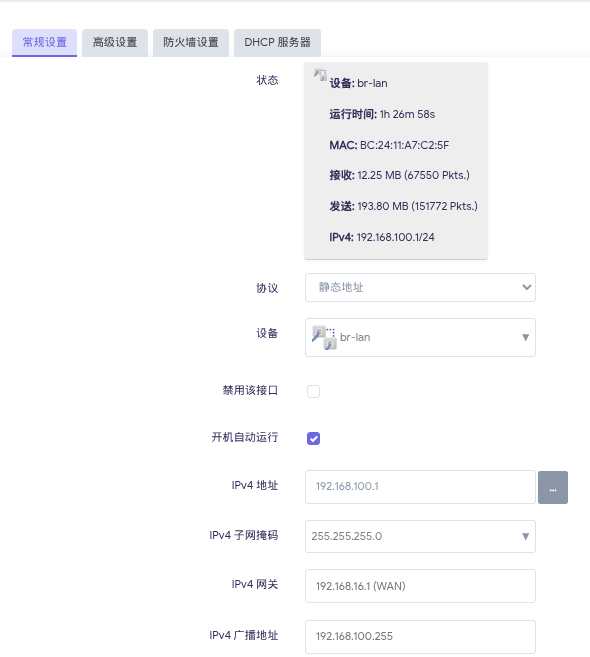 常规设置 高级设置 防火墙设置 DHCP 服务器
状态
设备: br-lan
运行时间: 1h 26m 58s
MAC: BC:24:11:A7:C2:5F
接收: 12.25 MB (67550 Pkts.)
发送: 193.80 MB (151772 Pkts.)
IPv4: 192.168.100.1/24
协议 静态地址
设备 br-lan
禁用该接口
开机自动运行
IPv4 地址 192.168.100.1 ...
IPv4 子网掩码 255.255.255.0
IPv4 网关 192.168.16.1 (WAN)
IPv4 广播地址 192.168.100.255